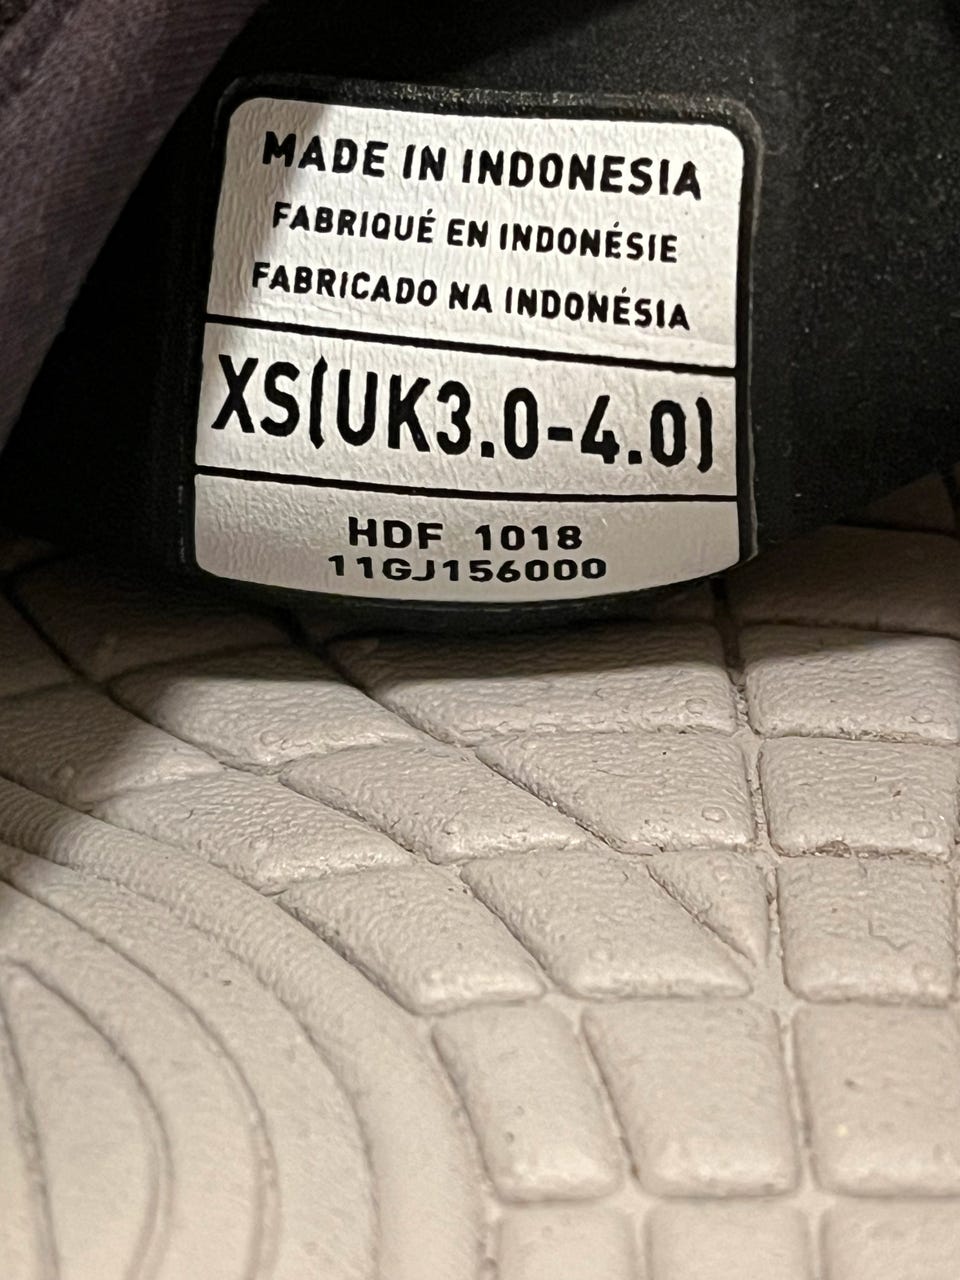 MADE IN INDONESIA
FABRIQUÉ EN INDONÉSIE
FABRICADO NA INDONÉSIA
XS(UK3.0-4.0)
HDF 1018
11GJ156000